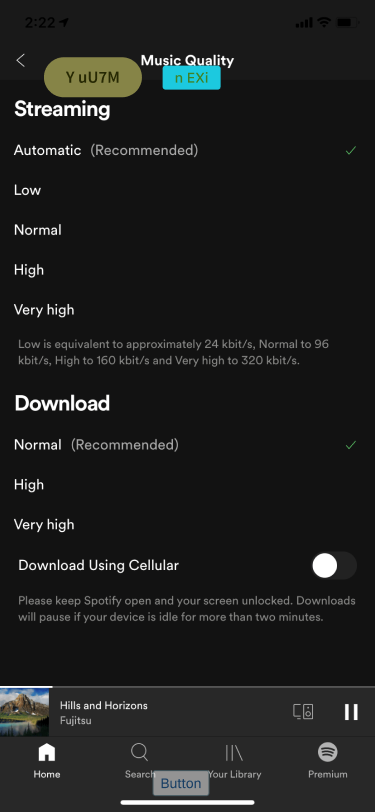 2:22
Music Quality
Y uU7M
n EXi
Streaming
Automatic (Recommended)
Low
Normal
High
Very high
Low is equivalent to approximately 24 kbit/s, Normal to 96
kbit/s, High to 160 kbit/s and Very high to 320 kbit/s.
Download
Normal (Recommended)
High
Very high
Download Using Cellular
Please keep Spotify open and your screen unlocked. Downloads
will pause if your device is idle for more than two minutes.
Hills and Horizons
Fujitsu
Home
Search
Your Library
Premium
Button